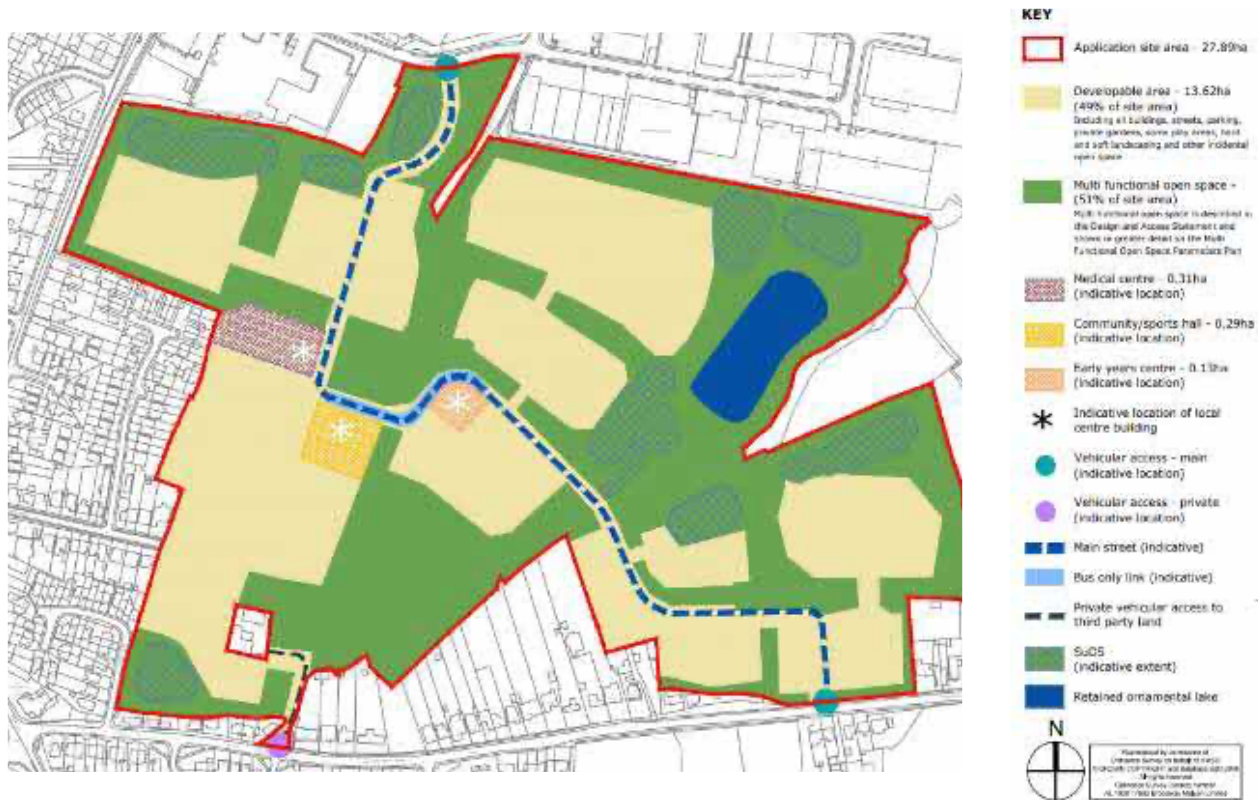 KEY
Application site area - 27.89ha
Developable area - 13.62ha
(49% of site area)
Including all buildings, streets, parking,
private gardens, some play areas, hard
and soft landscaping and other incidental
open space
Multi functional open space -
(51% of site area)
Multi functional open space is described in
the Design and Access Statement and
shown in greater detail on the Multi
Functional Open Space Parameters Plan
Medical centre - 0.31ha
(indicative location)
Community/sports hall - 0.29ha
(indicative location)
Early years centre - 0.13ha
(indicative location)
Indicative location of local
centre building
Vehicular access - main
(indicative location)
Vehicular access - private
(indicative location)
Main street (indicative)
Bus only link (indicative)
Private vehicular access to
third party land
SuDS
(indicative extent)
Retained ornamental lake
N